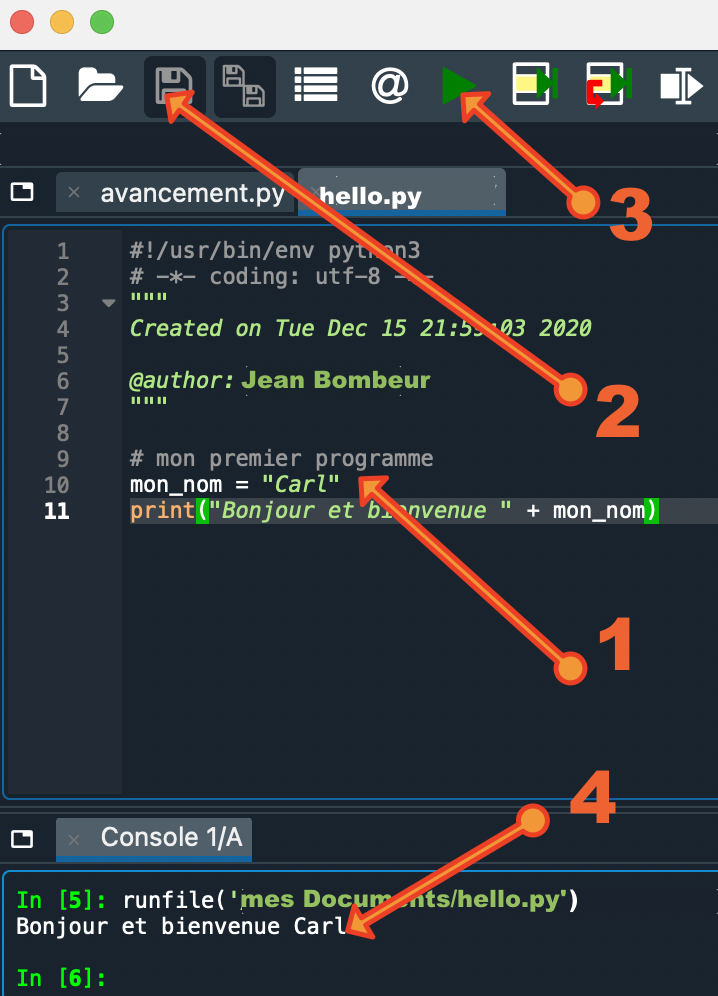 @
3
avancement.py
hello.py
1 #!/usr/bin/env python3
2 # -*- coding: utf-8 -*-
3 """
4 Created on Tue Dec 15 21:53:03 2020
5
6 @author: Jean Bombeur
7 """
8
2
9 # mon premier programme
10 mon_nom = "Carl"
11 print("Bonjour et bienvenue " + mon_nom)
1
4
Console 1/A
In [5]: runfile('mes Documents/hello.py')
Bonjour et bienvenue Carl
In [6]: